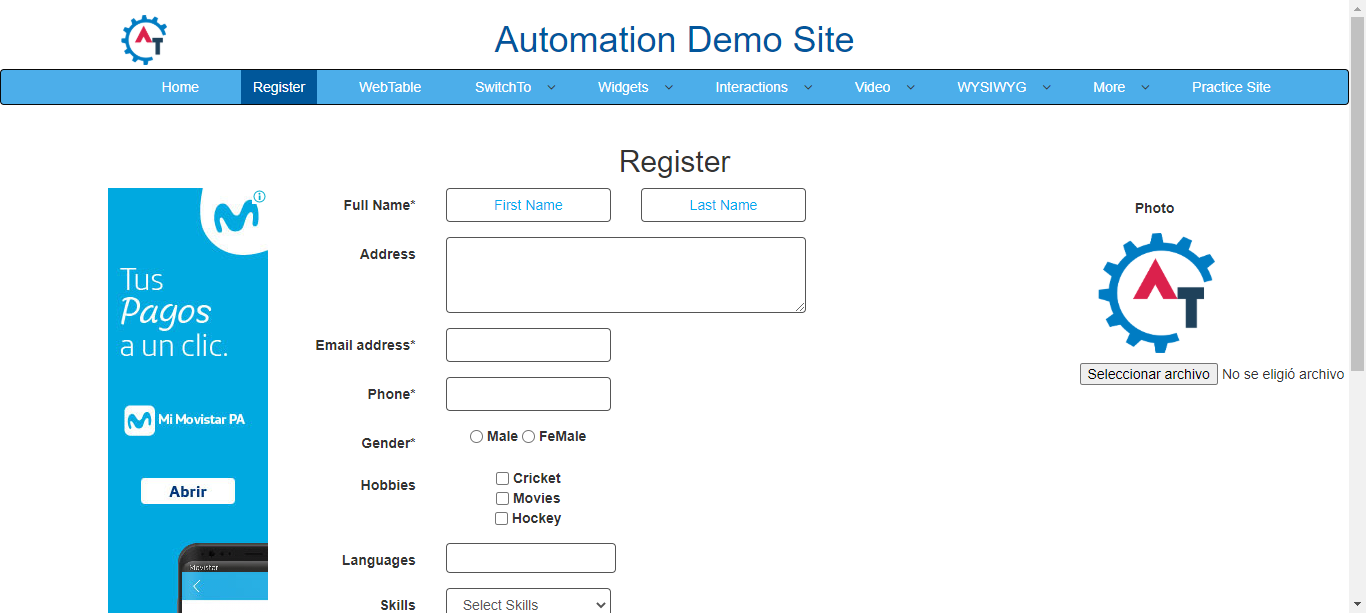 AT
Automation Demo Site
Home Register WebTable SwitchTo Widgets Interactions Video WYSIWYG More Practice Site
Register
Full Name* First Name Last Name
Photo
Address
AT
Email address*
Seleccionar archivo No se eligió archivo
Phone*
Gender* Male FeMale
Hobbies Cricket
Movies
Hockey
Languages
Skills Select Skills
Tus
Pagos
a un clic.
Mi Movistar PA
Abrir
Movistar